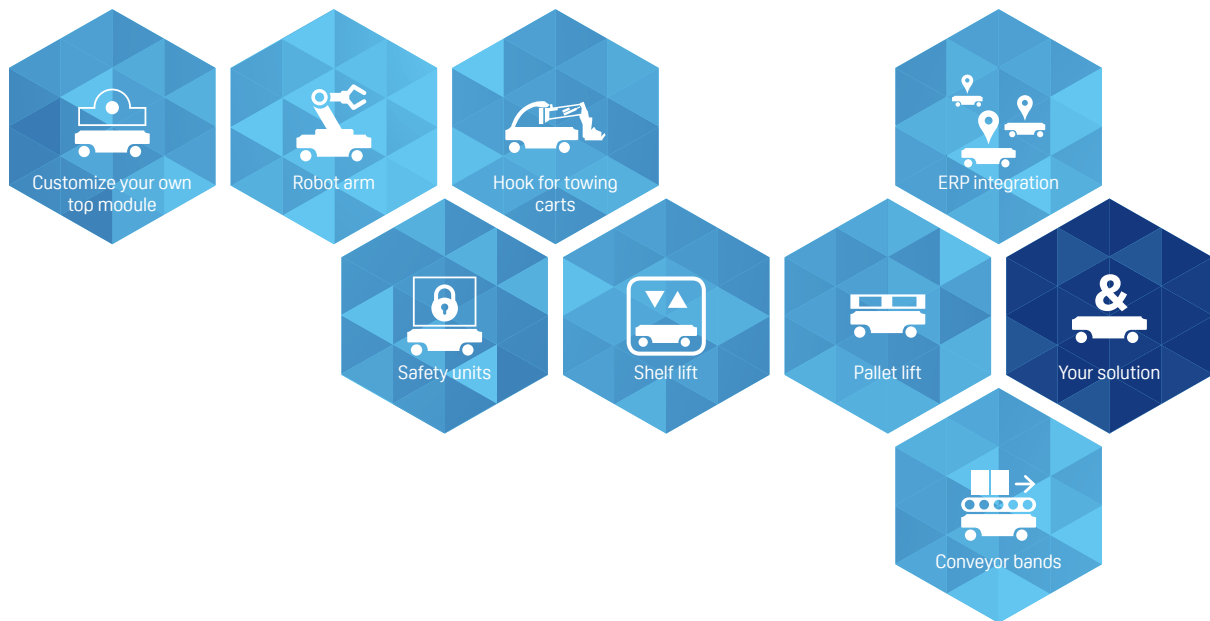 Customize your own
top module
Robot arm
Hook for towing
carts
ERP integration
Safety units
Shelf lift
Pallet lift
&
Your solution
Conveyor bands